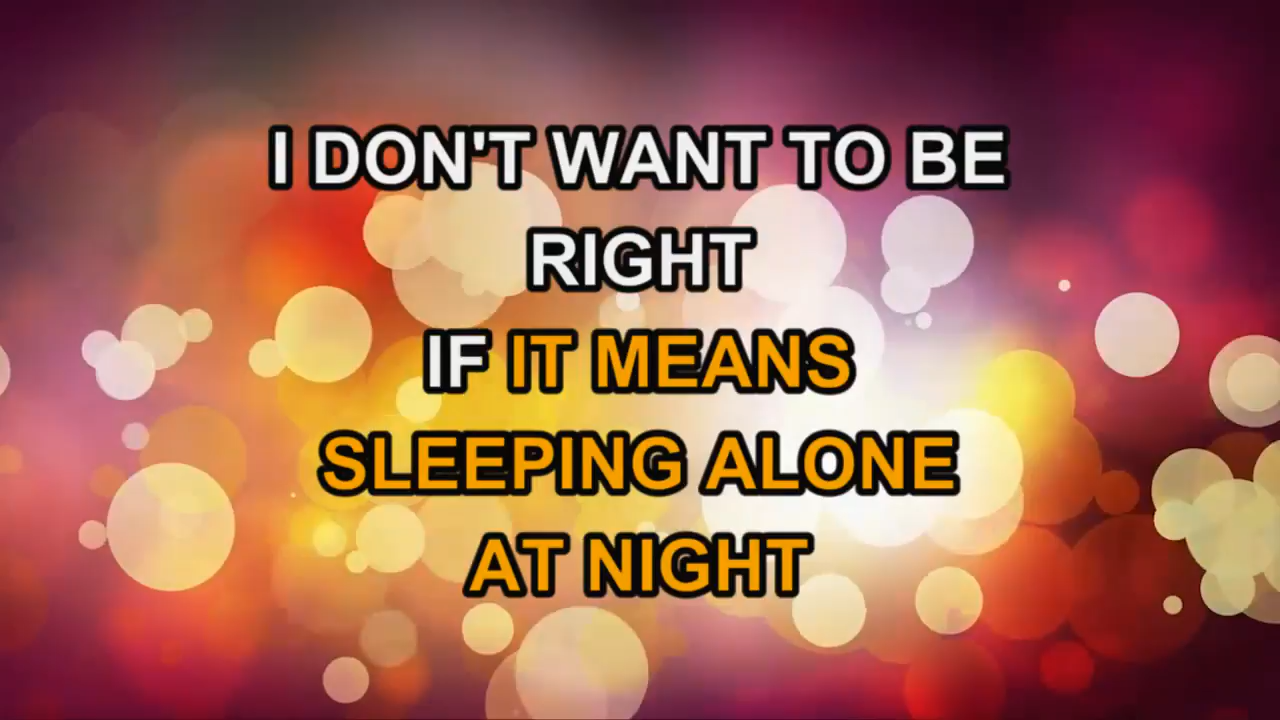 I DON'T WANT TO BE
RIGHT
IF IT MEANS
SLEEPING ALONE
AT NIGHT